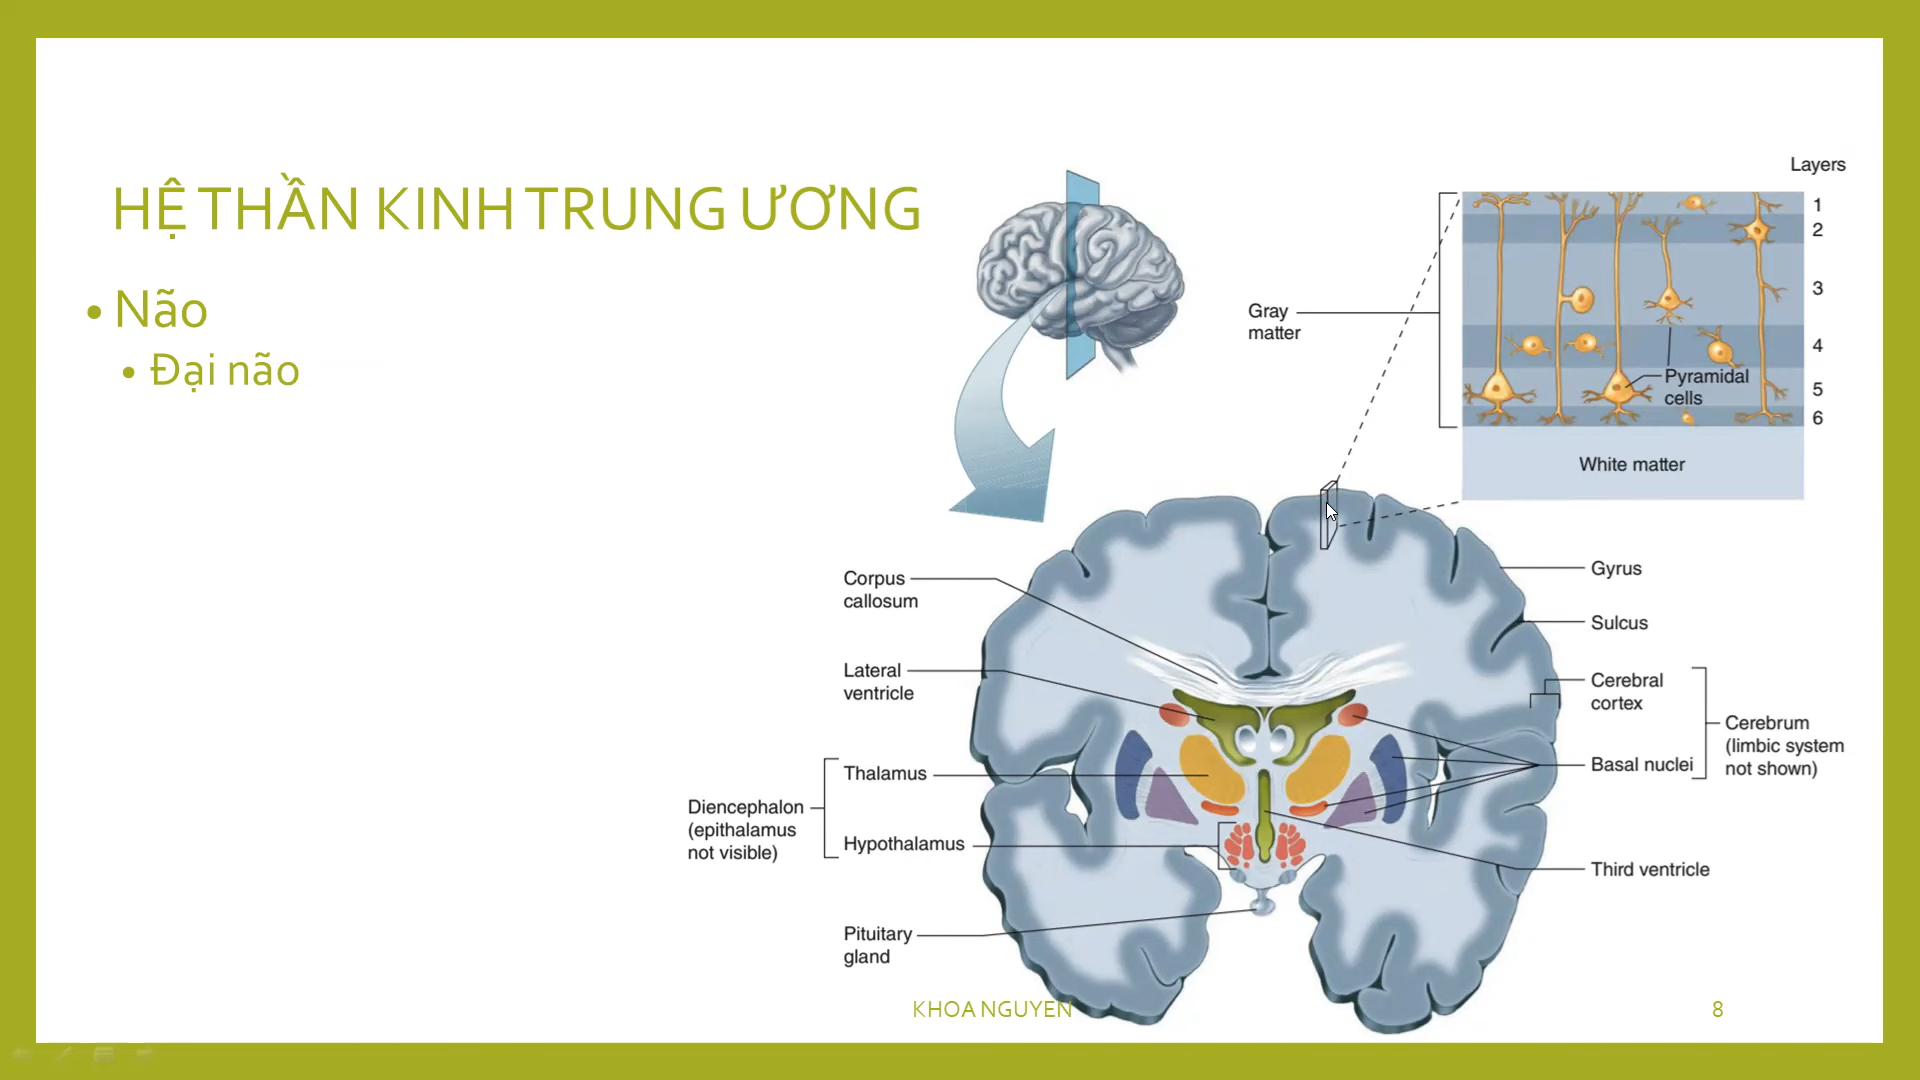 HỆ THẦN KINH TRUNG ƯƠNG
• Não
• Đại não
Layers
1
2
3
4
5
6
Gray
matter
Pyramidal
cells
White matter
Corpus
callosum
Lateral
ventricle
Thalamus
Diencephalon
(epithalamus
not visible)
Hypothalamus
Pituitary
gland
Gyrus
Sulcus
Cerebral
cortex
Cerebrum
(limbic system
not shown)
Basal nuclei
Third ventricle
KHOA NGUYEN
8